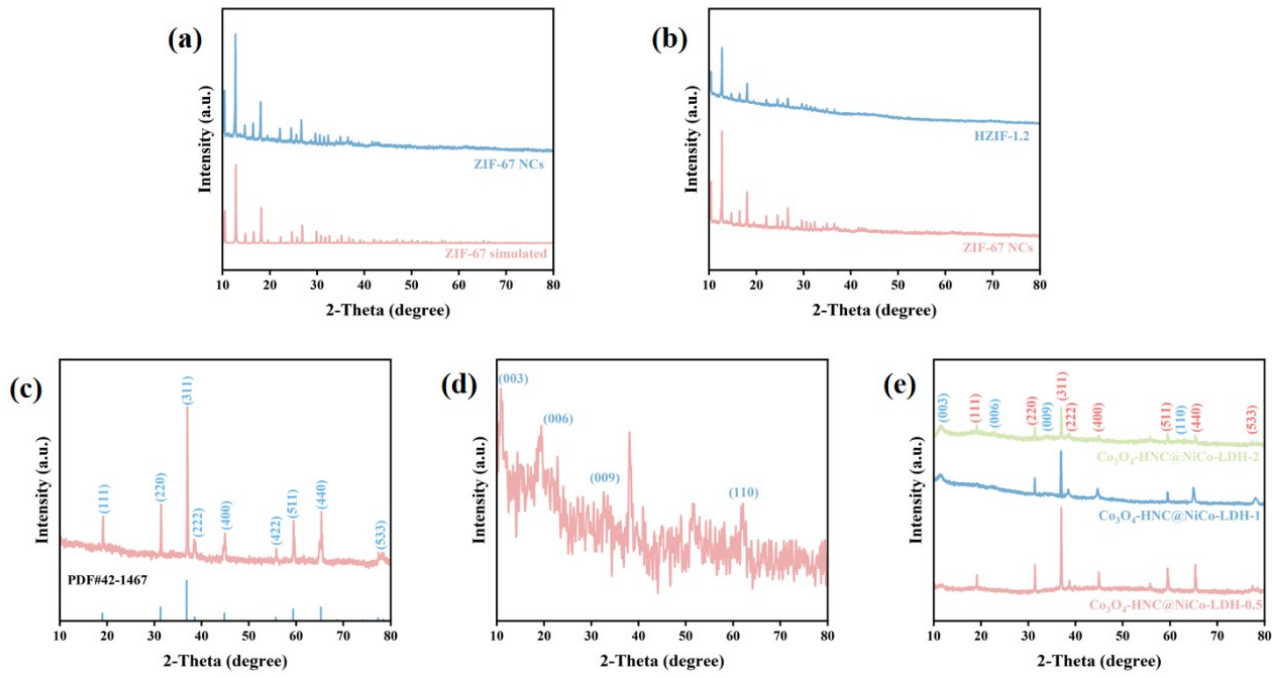 (a)
Intensity (a.u.)
ZIF-67 NCs
ZIF-67 simulated
10 20 30 40 50 60 70 80
2-Theta (degree)
(b)
Intensity (a.u.)
HZIF-1.2
ZIF-67 NCs
10 20 30 40 50 60 70 80
2-Theta (degree)
(c)
Intensity (a.u.)
(111)
(220)
(311)
(222)
(400)
(422)
(511)
(440)
(533)
PDF#42-1467
10 20 30 40 50 60 70 80
2-Theta (degree)
(d)
Intensity (a.u.)
(003)
(006)
(009)
(110)
10 20 30 40 50 60 70 80
2-Theta (degree)
(e)
Intensity (a.u.)
(003)
(111)
(006)
(220)
(009)
(311)
(222)
(400)
(511)
(110)
(440)
(533)
Co₃O₄-HNC@NiCo-LDH-2
Co₃O₄-HNC@NiCo-LDH-1
Co₃O₄-HNC@NiCo-LDH-0.5
10 20 30 40 50 60 70 80
2-Theta (degree)